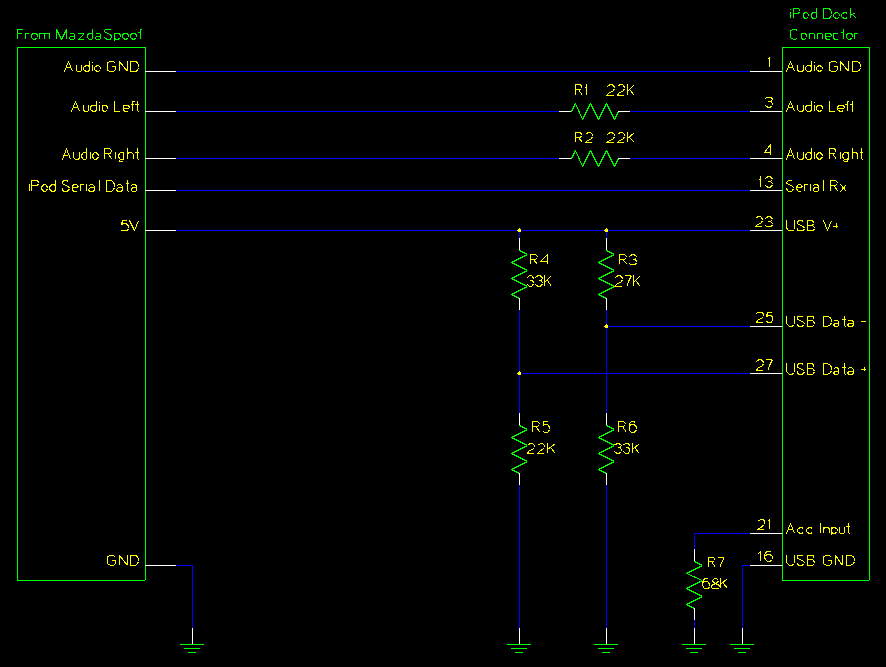 iPod Dock
Connector
From MazdaSpoof
Audio GND
1
Audio GND
R1 22K
Audio Left
3
Audio Left
R2 22K
Audio Right
4
Audio Right
iPod Serial Data
13
Serial Rx
5V
23
USB V+
R4
33K
R3
27K
25
USB Data -
27
USB Data +
R5
22K
R6
33K
21
Acc Input
GND
16
USB GND
R7
68K